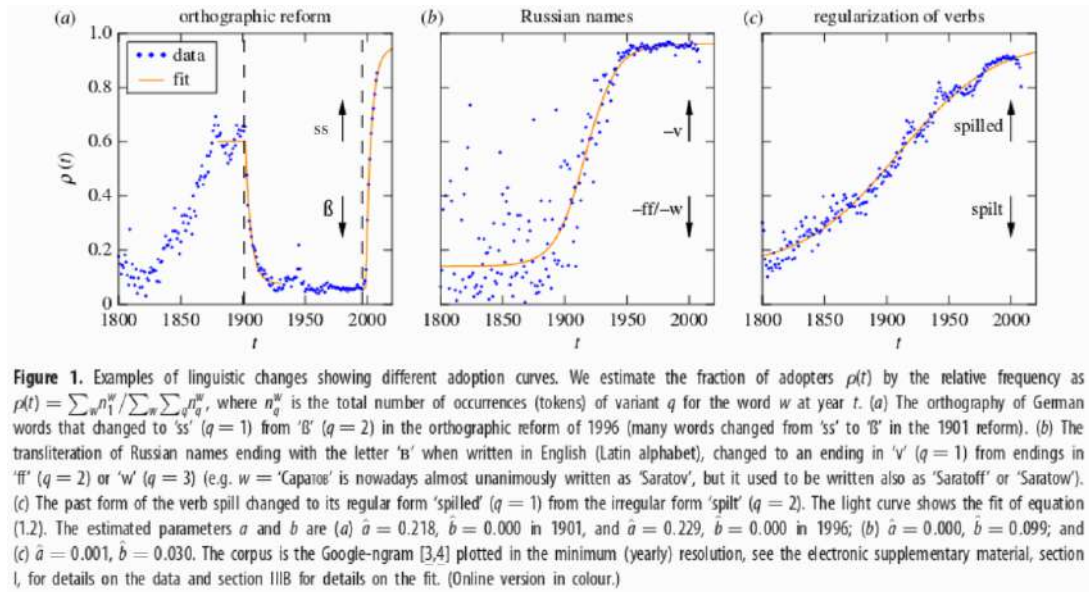 (a) orthographic reform
(b) Russian names
(c) regularization of verbs
1.0
0.8
0.6
0.4
0.2
0
ρ(t)
data
fit
ss
ß
–v
–ff/–w
spilled
spilt
1800 1850 1900 1950 2000
1800 1850 1900 1950 2000
1800 1850 1900 1950 2000
t
t
t
Figure 1. Examples of linguistic changes showing different adoption curves. We estimate the fraction of adopters ρ(t) by the relative frequency as
ρ(t) = ∑_w n_1^w / ∑_w ∑_q n_q^w, where n_q^w is the total number of occurrences (tokens) of variant q for the word w at year t. (a) The orthography of German
words that changed to 'ss' (q = 1) from 'ß' (q = 2) in the orthographic reform of 1996 (many words changed from 'ss' to 'ß' in the 1901 reform). (b) The
transliteration of Russian names ending with the letter 'в' when written in English (Latin alphabet), changed to an ending in 'v' (q = 1) from endings in
'ff' (q = 2) or 'w' (q = 3) (e.g. w = 'Саратов' is nowadays almost unanimously written as 'Saratov', but it used to be written also as 'Saratoff' or 'Saratow').
(c) The past form of the verb spill changed to its regular form 'spilled' (q = 1) from the irregular form 'spilt' (q = 2). The light curve shows the fit of equation
(1.2). The estimated parameters a and b are (a) â = 0.218, b̂ = 0.000 in 1901, and â = 0.229, b̂ = 0.000 in 1996; (b) â = 0.000, b̂ = 0.099; and
(c) â = 0.001, b̂ = 0.030. The corpus is the Google-ngram [3,4] plotted in the minimum (yearly) resolution, see the electronic supplementary material, section
I, for details on the data and section IIIB for details on the fit. (Online version in colour.)